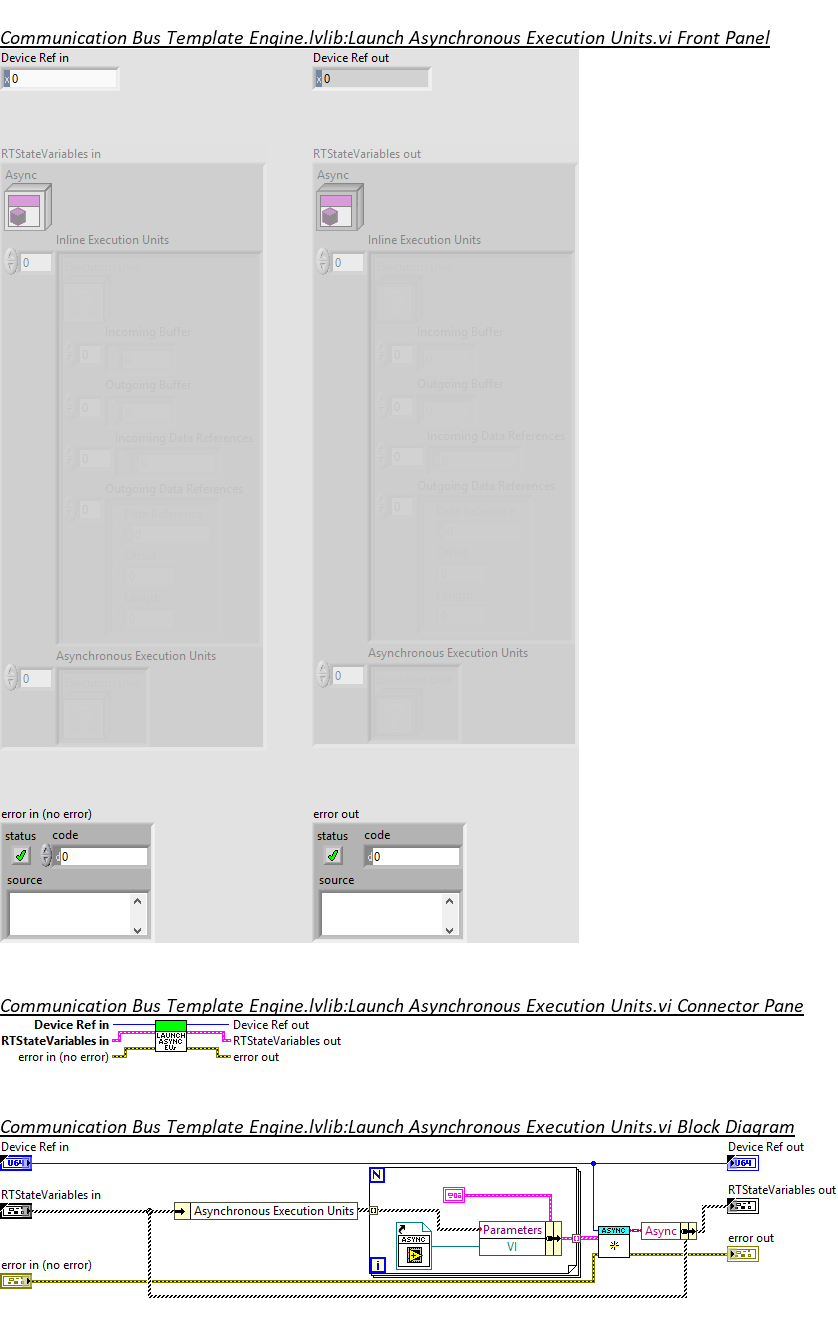 Communication Bus Template Engine.lvlib:Launch Asynchronous Execution Units.vi Front Panel
Device Ref in
Device Ref out
x 0
x 0
RTStateVariables in
RTStateVariables out
Async
Async
Inline Execution Units
Inline Execution Units
0
0
Incoming Buffer
Incoming Buffer
0
0
Outgoing Buffer
Outgoing Buffer
0
0
Incoming Data References
Incoming Data References
0
0
Outgoing Data References
Outgoing Data References
0
0
Asynchronous Execution Units
Asynchronous Execution Units
0
0
error in (no error)
error out
status
code
status
code
d 0
d 0
source
source
Communication Bus Template Engine.lvlib:Launch Asynchronous Execution Units.vi Connector Pane
Device Ref in
Device Ref out
RTStateVariables in
LAUNCH
ASYNC
EUs
RTStateVariables out
error in (no error)
error out
Communication Bus Template Engine.lvlib:Launch Asynchronous Execution Units.vi Block Diagram
Device Ref in
Device Ref out
U64
U64
N
RTStateVariables in
RTStateVariables out
Asynchronous Execution Units
Parameters
ASYNC
VI
ASYNC
Async
error out
error in (no error)
i